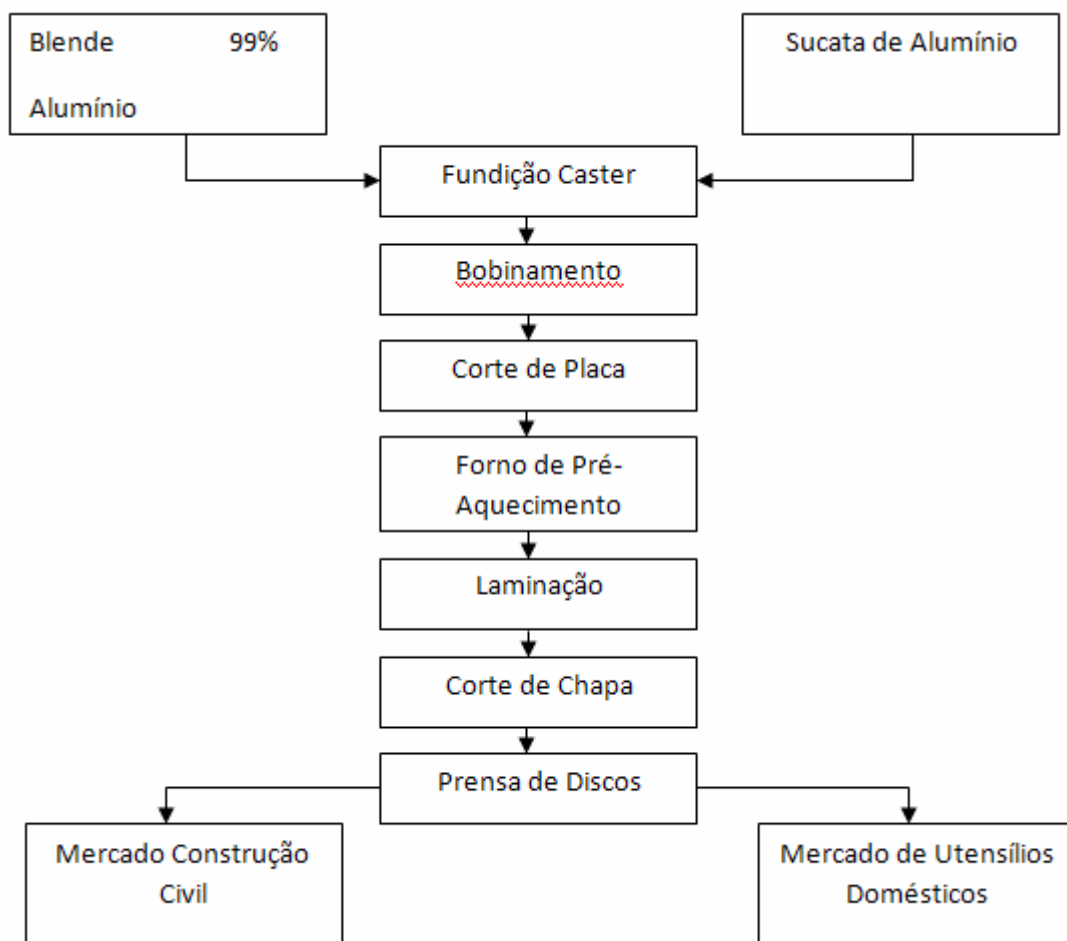 Blende 99%
Alumínio
Sucata de Alumínio
Fundição Caster
Bobinamento
Corte de Placa
Forno de Pré-
Aquecimento
Laminação
Corte de Chapa
Prensa de Discos
Mercado Construção
Civil
Mercado de Utensílios
Domésticos